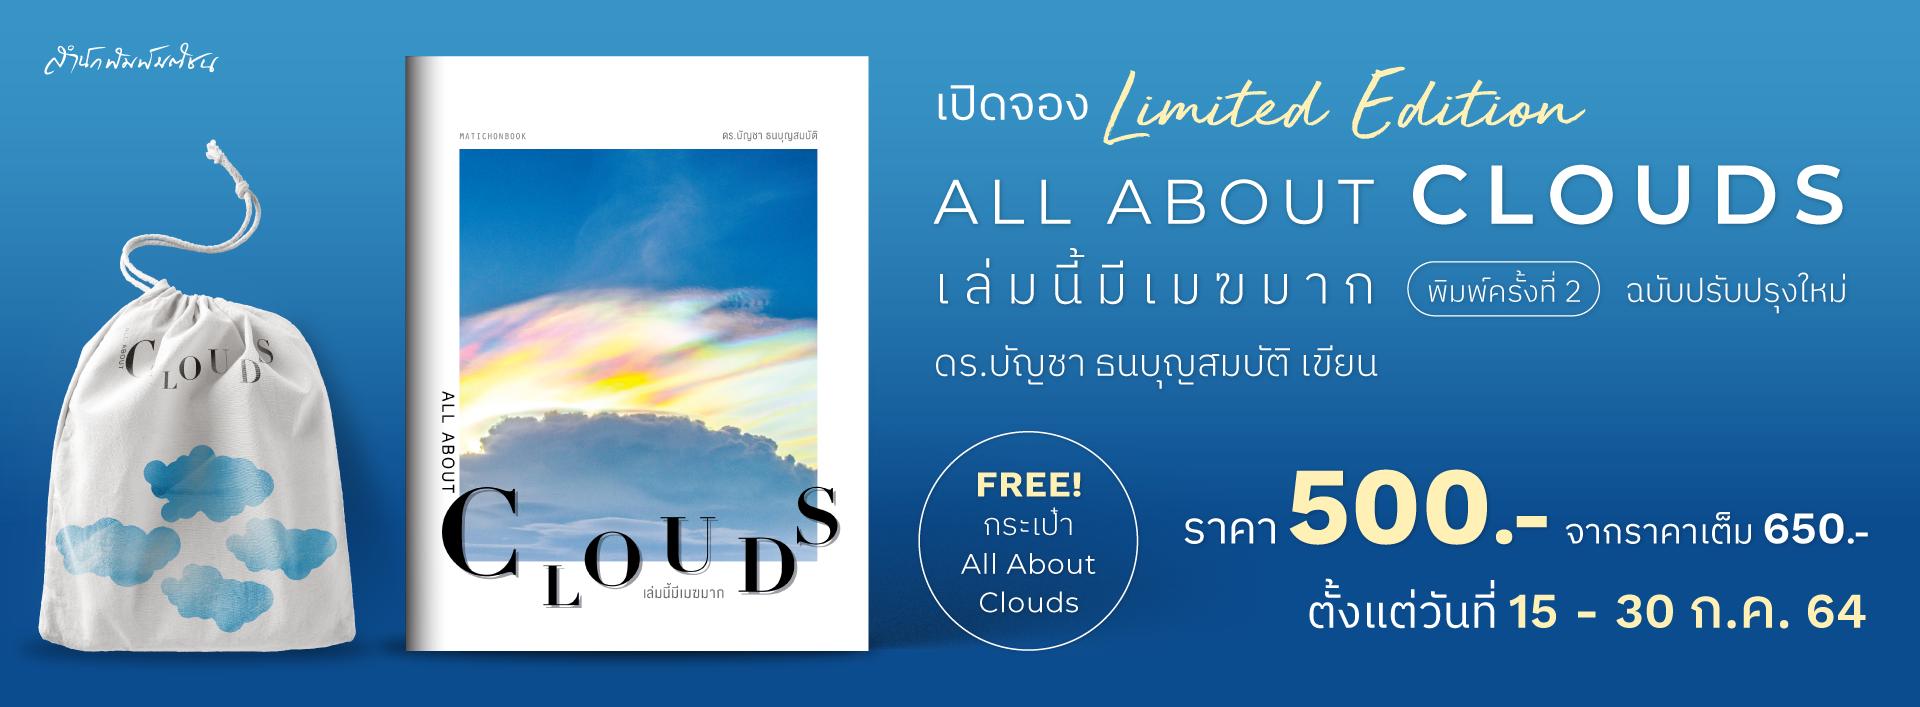 สำนักพิมพ์มติชน
ALL ABOUT
CLOUDS
MATICHONBOOK
ดร.บัญชา ธนบุญสมบัติ
ALL ABOUT
CLOUDS
เล่มนี้มีเมฆมาก
เปิดจอง Limited Edition
ALL ABOUT CLOUDS
เล่มนี้มีเมฆมาก พิมพ์ครั้งที่ 2 ฉบับปรับปรุงใหม่
ดร.บัญชา ธนบุญสมบัติ เขียน
FREE!
กระเป๋า
All About
Clouds
ราคา 500.- จากราคาเต็ม 650.-
ตั้งแต่วันที่ 15 - 30 ก.ค. 64